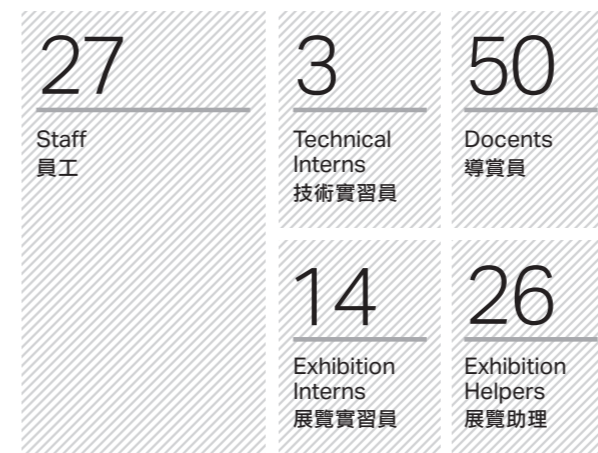 27
Staff
員工
3
Technical
Interns
技術實習員
50
Docents
導賞員
14
Exhibition
Interns
展覽實習員
26
Exhibition
Helpers
展覽助理